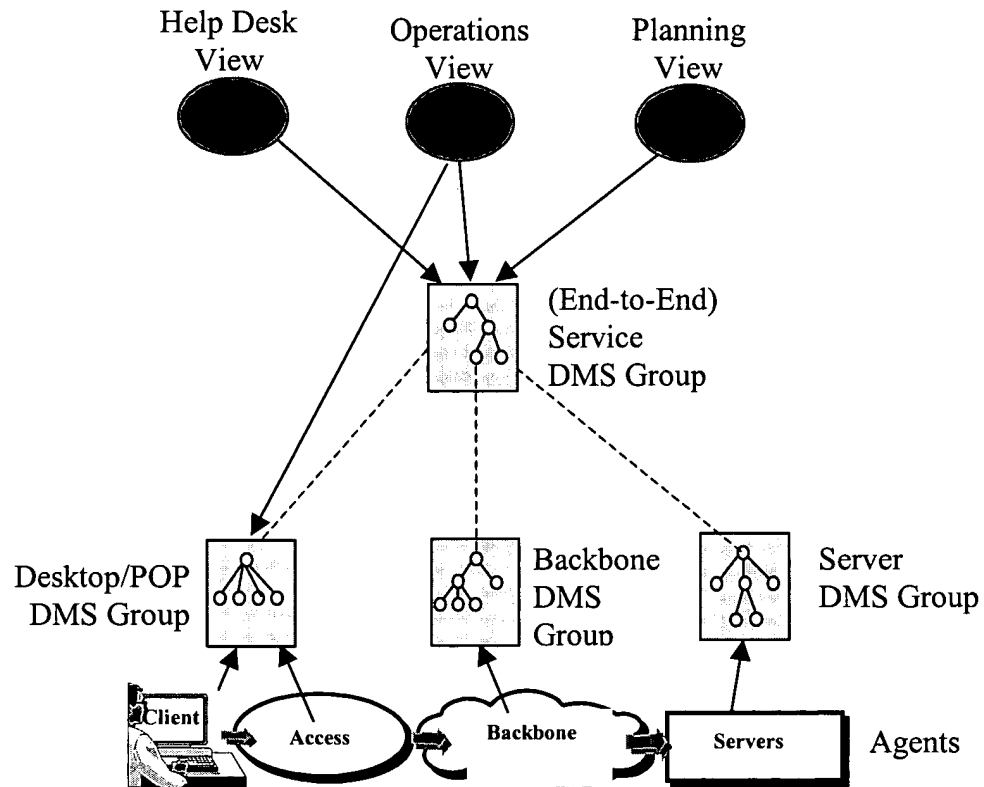 Help Desk
View
Operations
View
Planning
View
(End-to-End)
Service
DMS Group
Desktop/POP
DMS Group
Backbone
DMS
Group
Server
DMS Group
Client
Access
Backbone
Servers
Agents